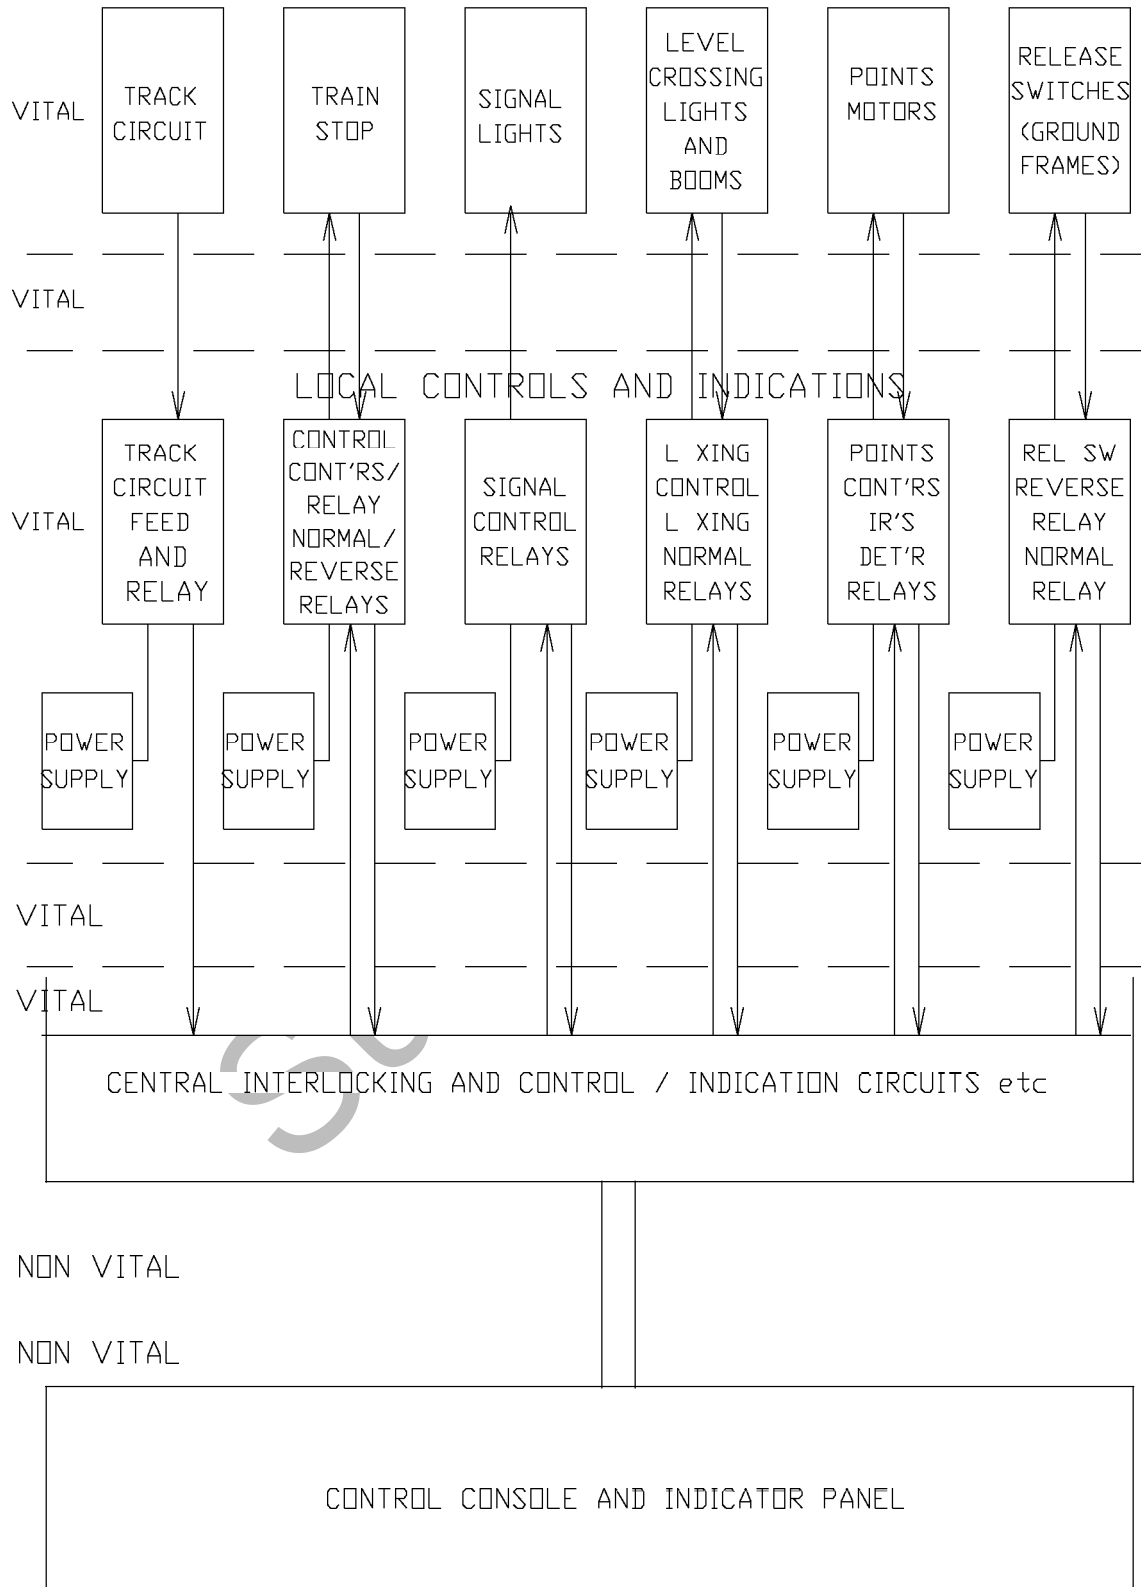 VITAL
TRACK
CIRCUIT
TRAIN
STOP
SIGNAL
LIGHTS
LEVEL
CROSSING
LIGHTS
AND
BOOMS
POINTS
MOTORS
RELEASE
SWITCHES
(GROUND
FRAMES)
VITAL
LOCAL CONTROLS AND INDICATIONS
VITAL
TRACK
CIRCUIT
FEED
AND
RELAY
CONTROL
CONT'RS/
RELAY
NORMAL/
REVERSE
RELAYS
SIGNAL
CONTROL
RELAYS
L XING
CONTROL
L XING
NORMAL
RELAYS
POINTS
CONT'RS
IR'S
DET'R
RELAYS
REL SW
REVERSE
RELAY
NORMAL
RELAY
POWER
SUPPLY
POWER
SUPPLY
POWER
SUPPLY
POWER
SUPPLY
POWER
SUPPLY
POWER
SUPPLY
VITAL
VITAL
CENTRAL INTERLOCKING AND CONTROL / INDICATION CIRCUITS etc
NON VITAL
NON VITAL
CONTROL CONSOLE AND INDICATOR PANEL